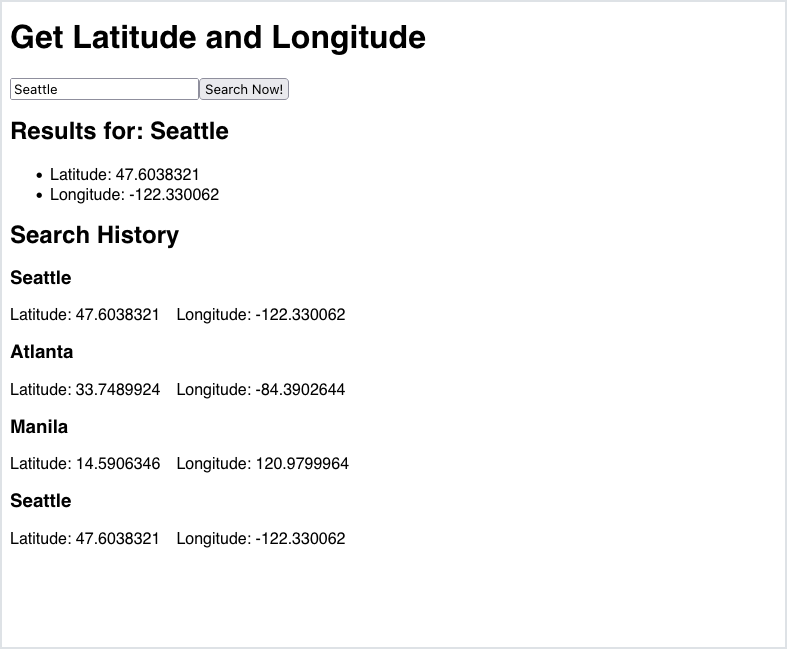 Get Latitude and Longitude
Seattle Search Now!
Results for: Seattle
• Latitude: 47.6038321
• Longitude: -122.330062
Search History
Seattle
Latitude: 47.6038321 Longitude: -122.330062
Atlanta
Latitude: 33.7489924 Longitude: -84.3902644
Manila
Latitude: 14.5906346 Longitude: 120.9799964
Seattle
Latitude: 47.6038321 Longitude: -122.330062